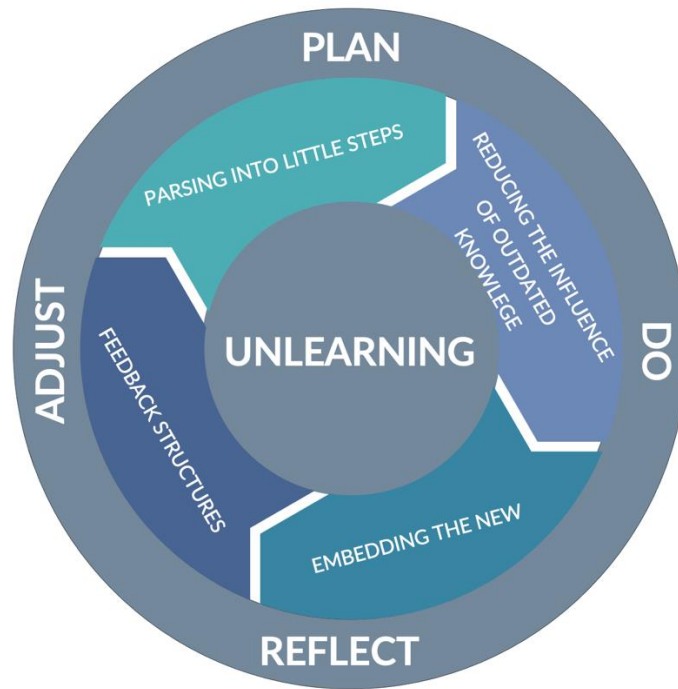 PLAN
PARSING INTO LITTLE STEPS
REDUCING THE INFLUENCE
OF OUTDATED
KNOWLEGE
DO
UNLEARNING
ADJUST
FEEDBACK STRUCTURES
EMBEDDING THE NEW
REFLECT